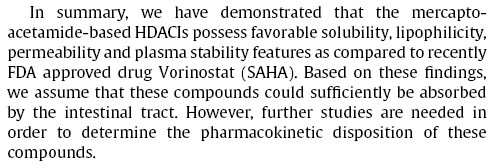 In summary, we have demonstrated that the mercapto-
acetamide-based HDACIs possess favorable solubility, lipophilicity,
permeability and plasma stability features as compared to recently
FDA approved drug Vorinostat (SAHA). Based on these findings,
we assume that these compounds could sufficiently be absorbed
by the intestinal tract. However, further studies are needed in
order to determine the pharmacokinetic disposition of these
compounds.